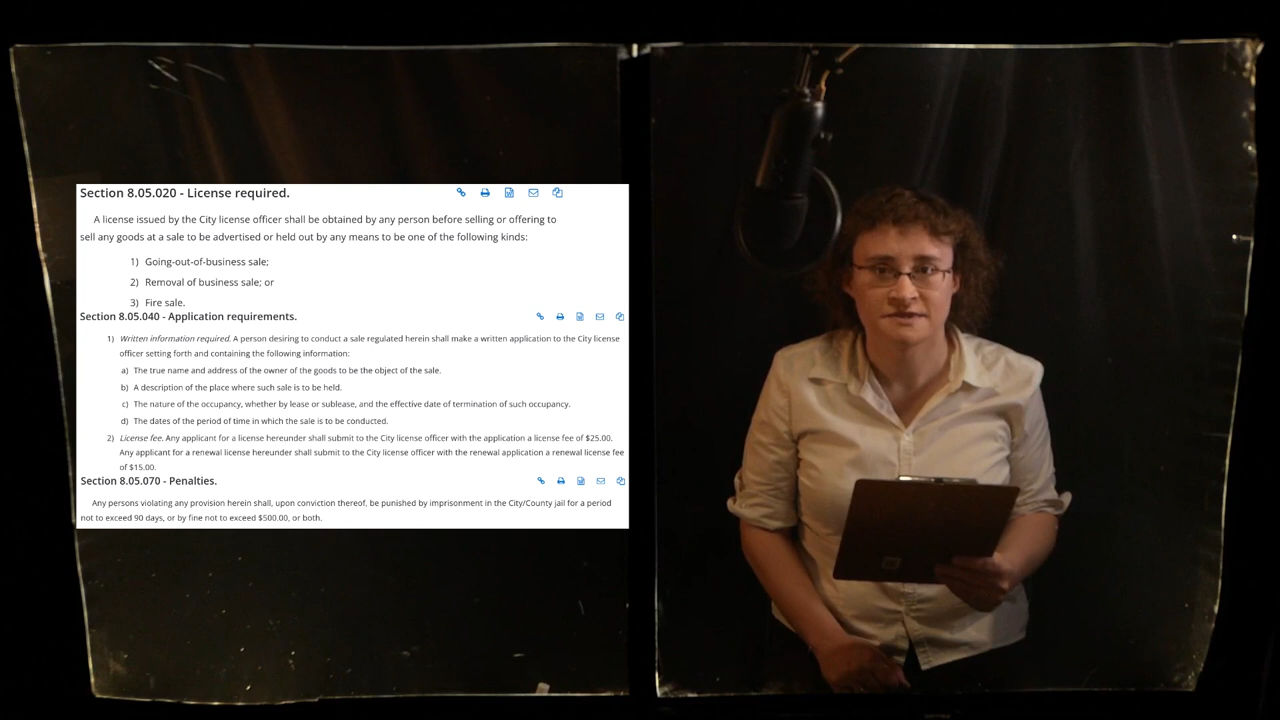 Section 8.05.020 - License required.
A license issued by the City license officer shall be obtained by any person before selling or offering to
sell any goods at a sale to be advertised or held out by any means to be one of the following kinds:
1) Going-out-of-business sale;
2) Removal of business sale; or
3) Fire sale.
Section 8.05.040 - Application requirements.
1) Written information required. A person desiring to conduct a sale regulated herein shall make a written application to the City license
officer setting forth and containing the following information:
a) The true name and address of the owner of the goods to be the object of the sale.
b) A description of the place where such sale is to be held.
c) The nature of the occupancy, whether by lease or sublease, and the effective date of termination of such occupancy.
d) The dates of the period of time in which the sale is to be conducted.
2) License fee. Any applicant for a license hereunder shall submit to the City license officer with the application a license fee of $25.00.
Any applicant for a renewal license hereunder shall submit to the City license officer with the renewal application a renewal license fee
of $15.00.
Section 8.05.070 - Penalties.
Any persons violating any provision herein shall, upon conviction thereof, be punished by imprisonment in the City/County jail for a period
not to exceed 90 days, or by fine not to exceed $500.00, or both.